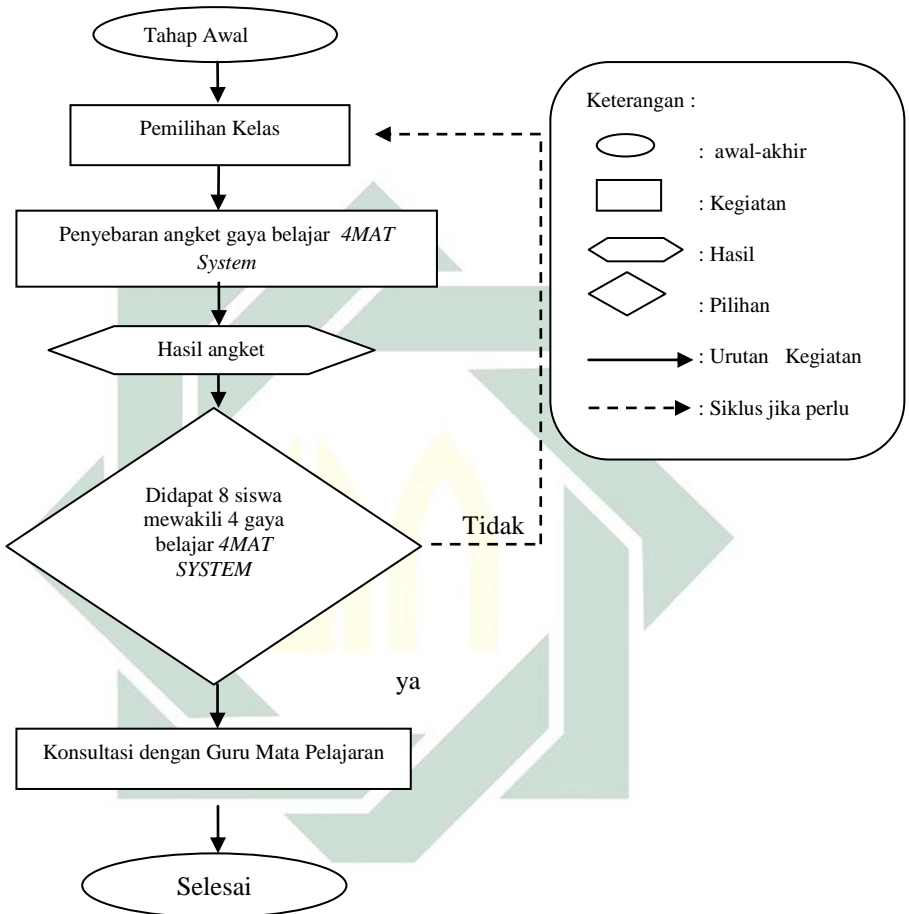 Tahap Awal
Pemilihan Kelas
Penyebaran angket gaya belajar 4MAT
System
Hasil angket
Didapat 8 siswa
mewakili 4 gaya
belajar 4MAT
SYSTEM
Tidak
ya
Konsultasi dengan Guru Mata Pelajaran
Selesai
Keterangan :
: awal-akhir
: Kegiatan
: Hasil
: Pilihan
: Urutan Kegiatan
: Siklus jika perlu